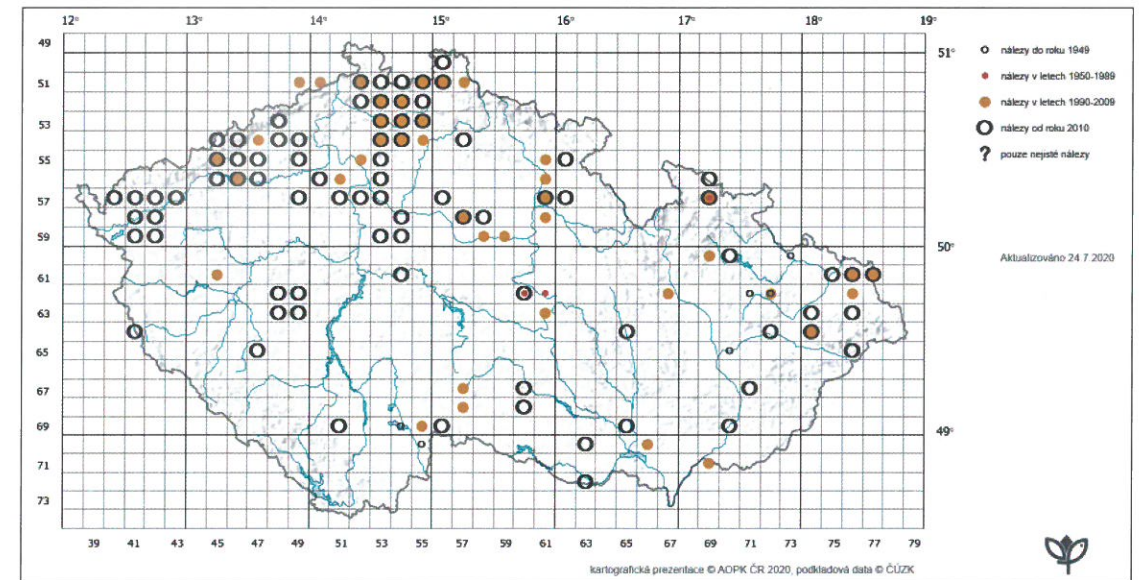 12° 13° 14° 15° 16° 17° 18° 19°
49 51°
51
53
55
57
59 50°
61
63
65
67
69 49°
71
73
39 41 43 45 47 49 51 53 55 57 59 61 63 65 67 69 71 73 75 77 79
nálezy do roku 1949
nálezy v letech 1950-1989
nálezy v letech 1990-2009
nálezy od roku 2010
? pouze nejisté nálezy
Aktualizováno 24.7.2020
kartografická prezentace © AOPK ČR 2020, podkladová data © ČÚZK